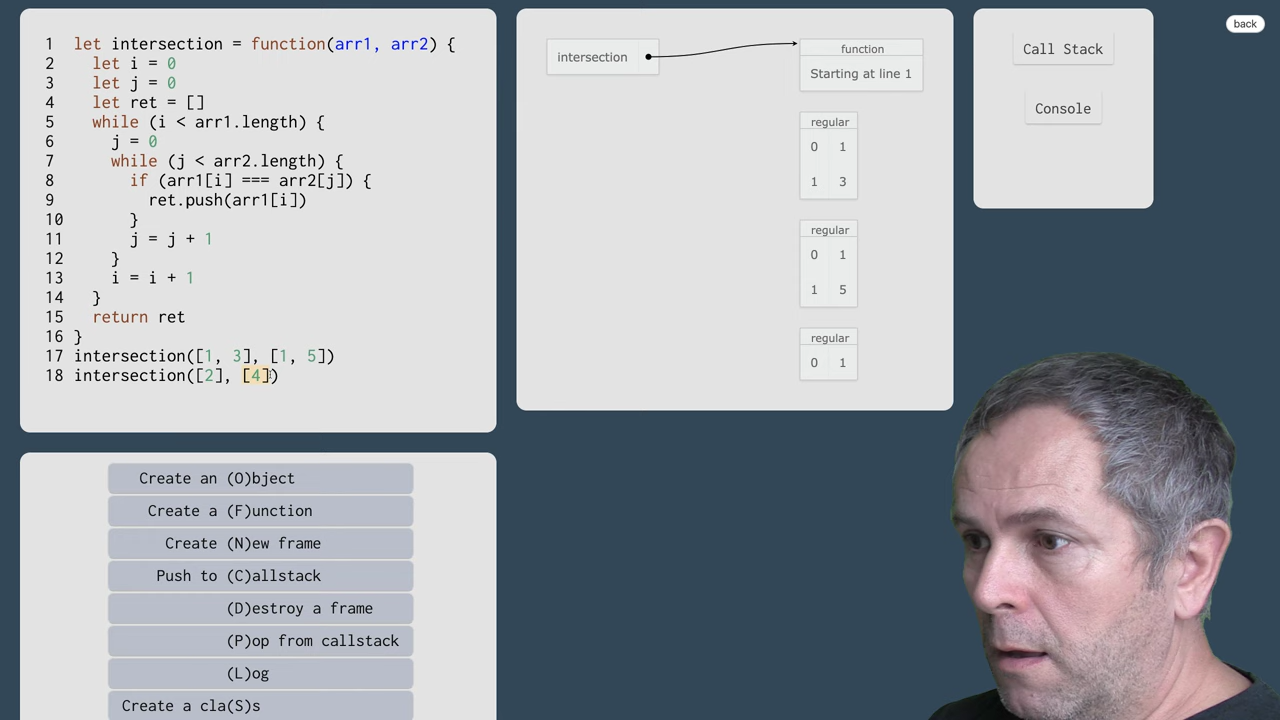 1 let intersection = function(arr1, arr2) {
2 let i = 0
3 let j = 0
4 let ret = []
5 while (i < arr1.length) {
6 j = 0
7 while (j < arr2.length) {
8 if (arr1[i] === arr2[j]) {
9 ret.push(arr1[i])
10 }
11 j = j + 1
12 }
13 i = i + 1
14 }
15 return ret
16 }
17 intersection([1, 3], [1, 5])
18 intersection([2], [4])
Create an (O)bject
Create a (F)unction
Create (N)ew frame
Push to (C)allstack
(D)estroy a frame
(P)op from callstack
(L)og
Create a cla(S)s
intersection
function
Starting at line 1
regular
0 1
1 3
regular
0 1
1 5
regular
0 1
Call Stack
Console
back